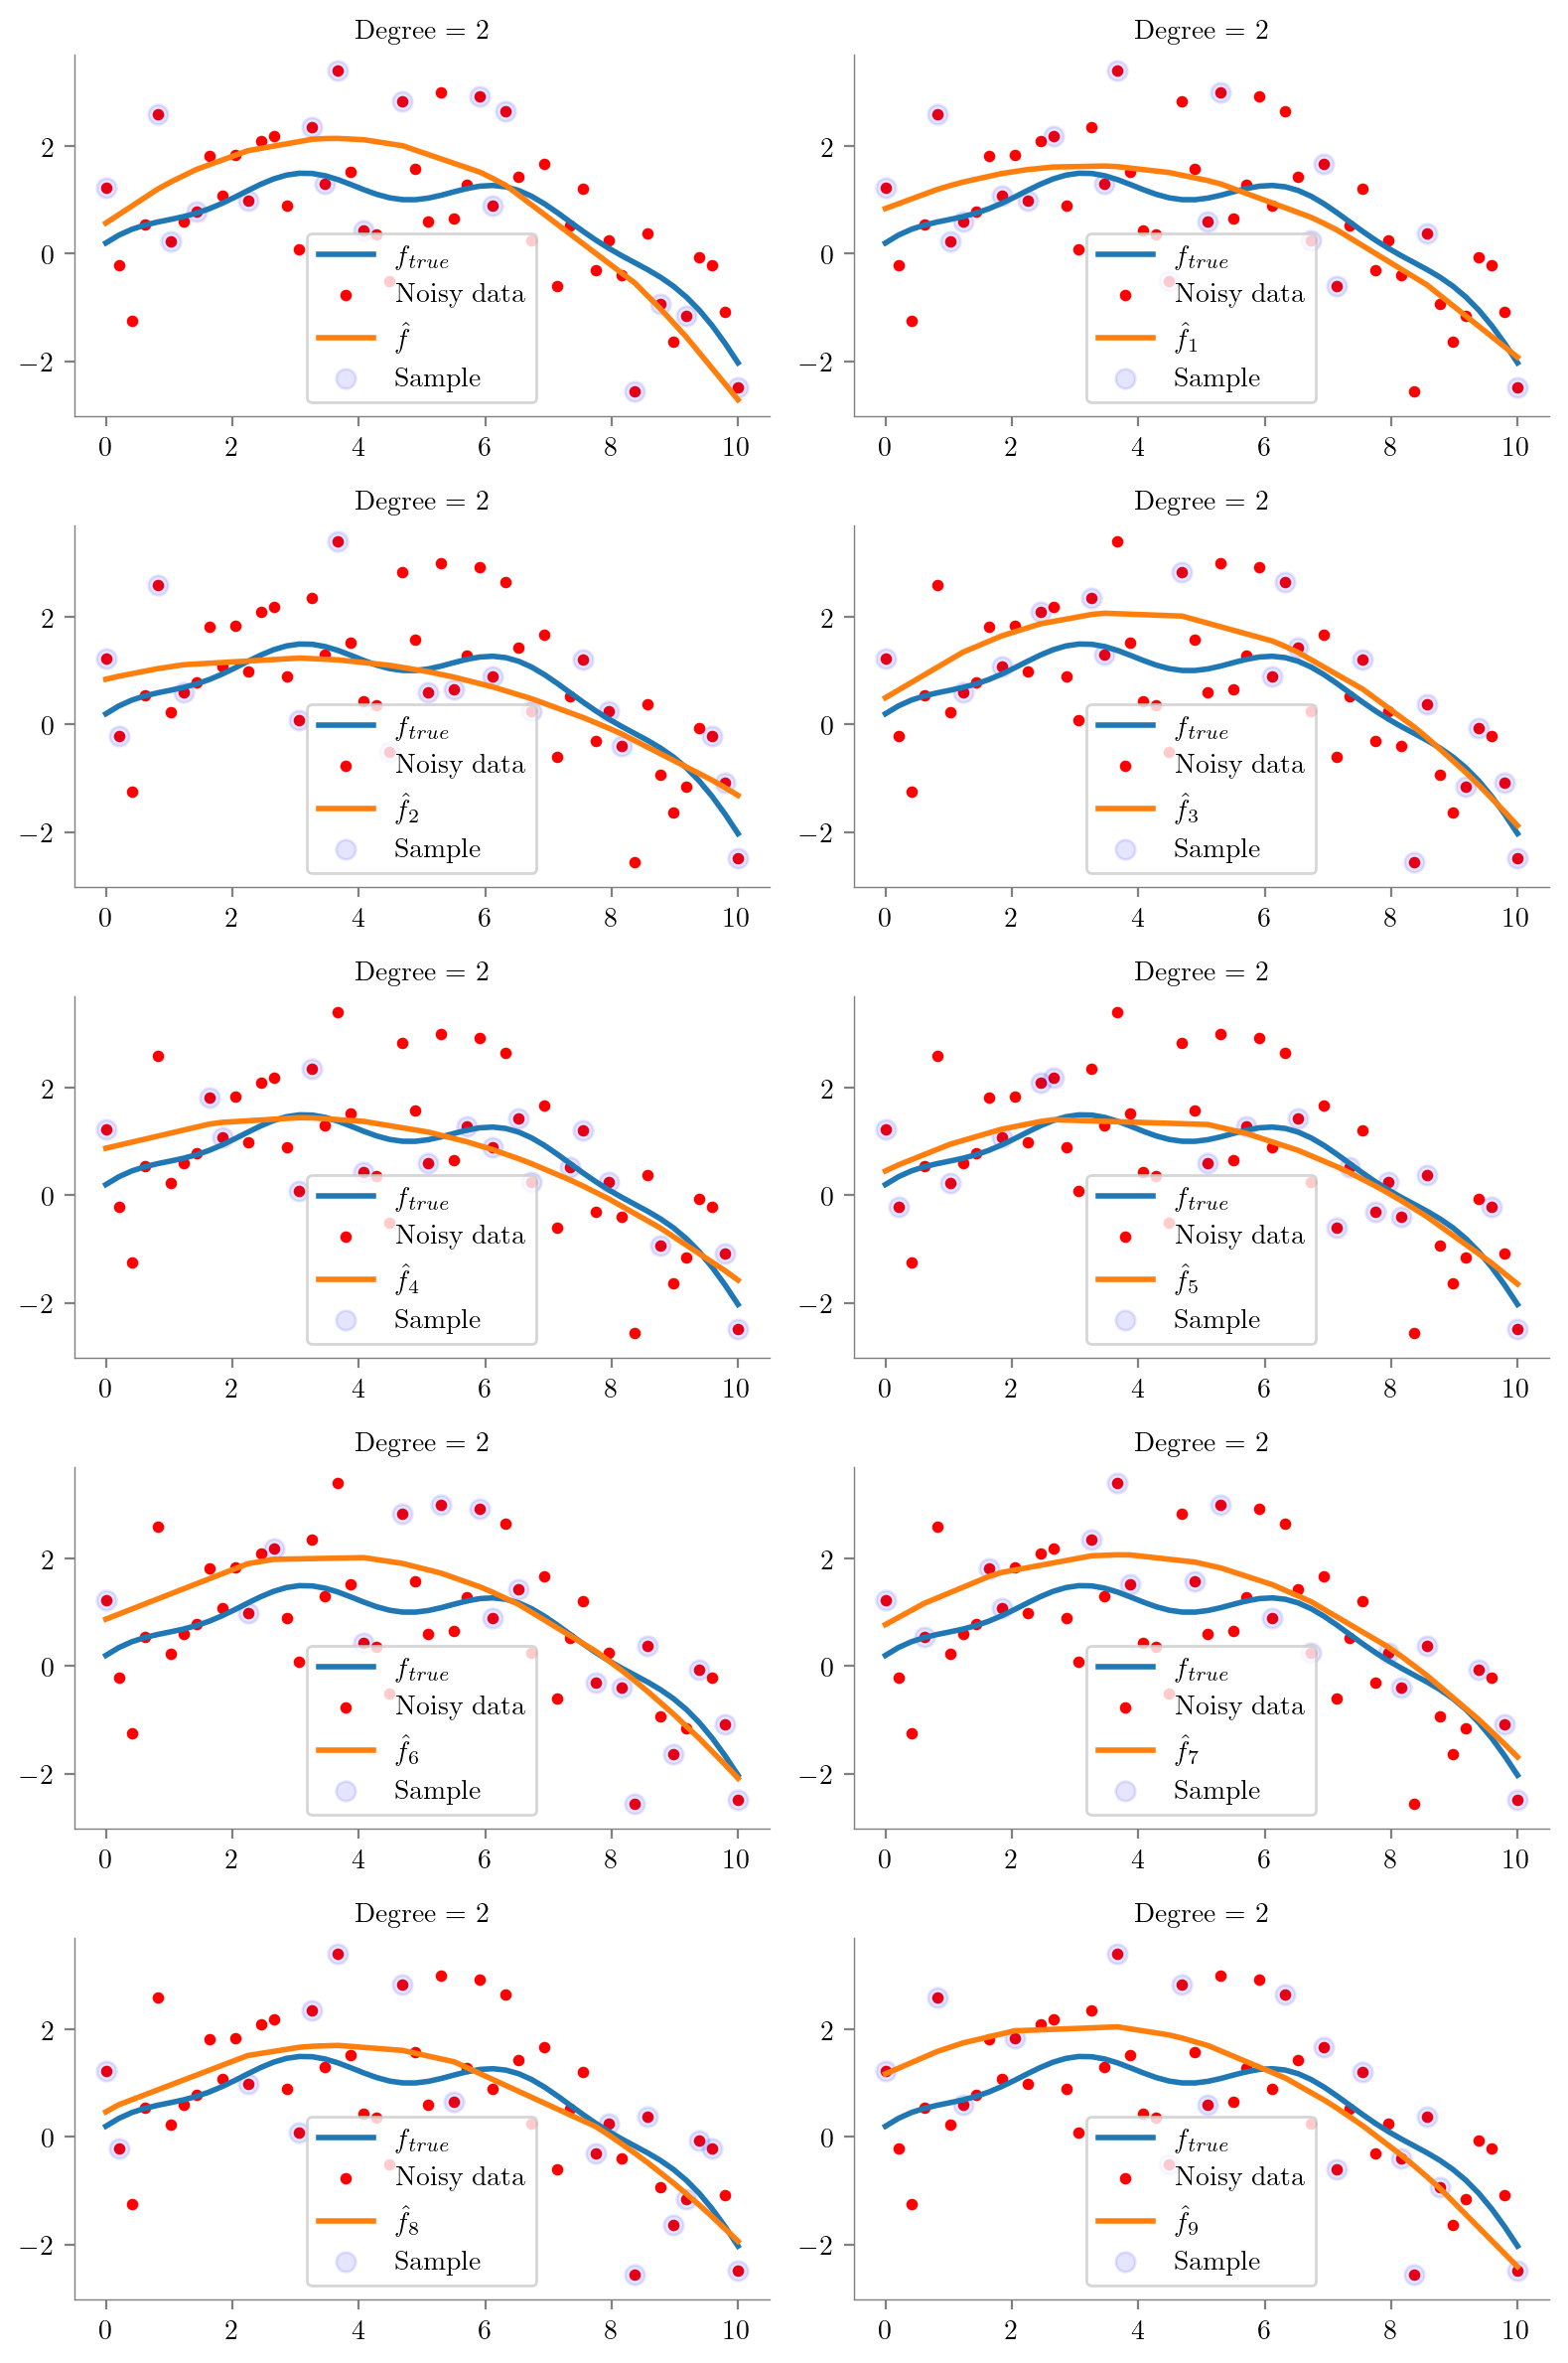 Degree = 2
2
0
−2
f_true
Noisy data
f̂
Sample
0 2 4 6 8 10
Degree = 2
2
0
−2
f_true
Noisy data
f̂_1
Sample
0 2 4 6 8 10
Degree = 2
2
0
−2
f_true
Noisy data
f̂_2
Sample
0 2 4 6 8 10
Degree = 2
2
0
−2
f_true
Noisy data
f̂_3
Sample
0 2 4 6 8 10
Degree = 2
2
0
−2
f_true
Noisy data
f̂_4
Sample
0 2 4 6 8 10
Degree = 2
2
0
−2
f_true
Noisy data
f̂_5
Sample
0 2 4 6 8 10
Degree = 2
2
0
−2
f_true
Noisy data
f̂_6
Sample
0 2 4 6 8 10
Degree = 2
2
0
−2
f_true
Noisy data
f̂_7
Sample
0 2 4 6 8 10
Degree = 2
2
0
−2
f_true
Noisy data
f̂_8
Sample
0 2 4 6 8 10
Degree = 2
2
0
−2
f_true
Noisy data
f̂_9
Sample
0 2 4 6 8 10